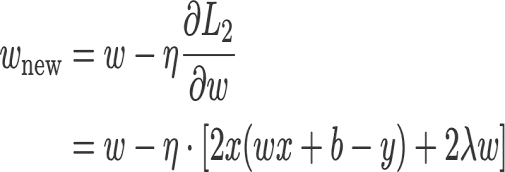 w_new = w − η ∂L₂/∂w
= w − η · [2x(wx + b − y) + 2λw]